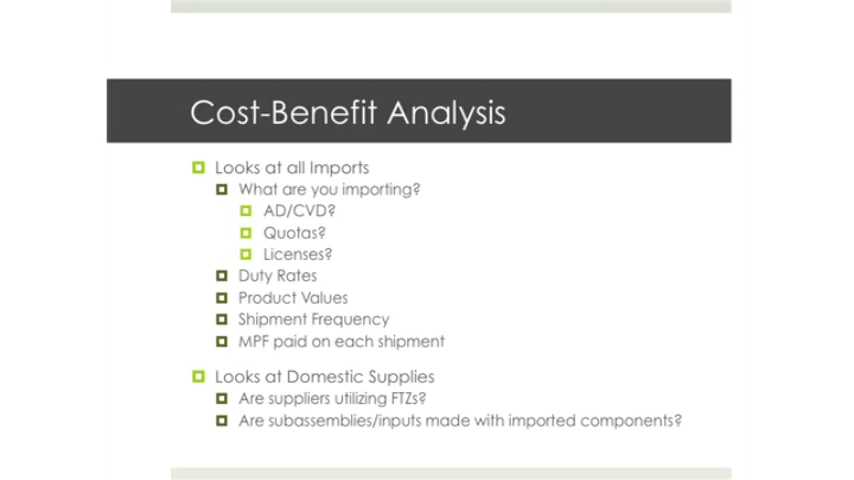 Cost-Benefit Analysis
Looks at all Imports
What are you importing?
AD/CVD?
Quotas?
Licenses?
Duty Rates
Product Values
Shipment Frequency
MPF paid on each shipment
Looks at Domestic Supplies
Are suppliers utilizing FTZs?
Are subassemblies/inputs made with imported components?